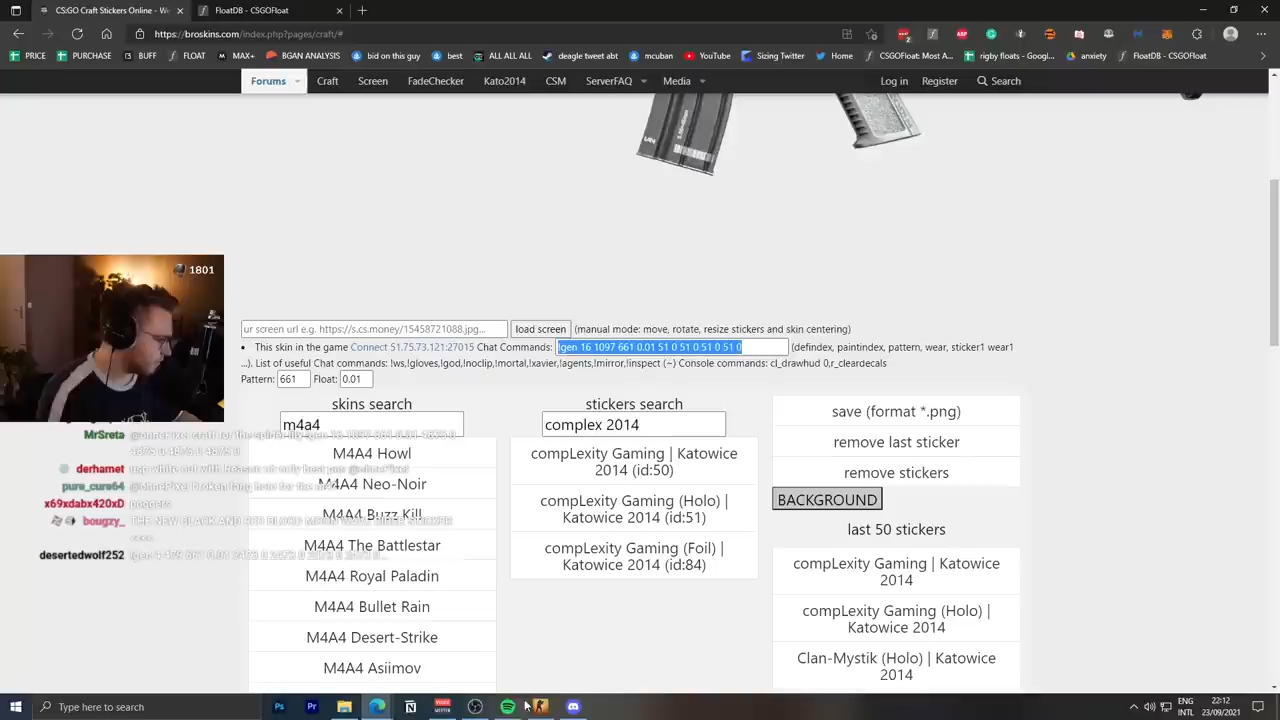 CS:GO Craft Stickers Online - W
FloatDB - CSGOFloat
https://broskins.com/index.php?pages/craft/#
PRICE
PURCHASE
BUFF
FLOAT
MAX+
BGAN ANALYSIS
bid on this guy
best
ALL ALL ALL
deagle tweet abt
mcuban
YouTube
Sizing Twitter
CSGOFloat: Most A...
rigby floats - Googl...
anxiety
FloatDB - CSGOFloat
Home
Forums
Craft
Screen
FadeChecker
Kato2014
CSM
ServerFAQ
Media
Log in
Register
Search
1801
ur screen url e.g. https://s.cs.money/15458721088.jpg...
load screen
(manual mode: move, rotate, resize stickers and skin centering)
This skin in the game Connect 51.75.73.121:27015 Chat Commands: !gen 16 1097 661 0.01 51 0 51 0 51 0 51 0 (defindex, paintindex, pattern, wear, sticker1 wear1
...). List of useful Chat commands: !ws,!gloves,!god,!noclip,!mortal,!xavier,!agents,!mirror,!inspect (~) Console commands: cl_drawhud 0,r_cleardecals
Pattern: 661 Float: 0.01
skins search
m4a4
M4A4 Howl
M4A4 Neo-Noir
M4A4 Buzz Kill
M4A4 The Battlestar
M4A4 Royal Paladin
M4A4 Bullet Rain
M4A4 Desert-Strike
M4A4 Asiimov
stickers search
complex 2014
compLexity Gaming | Katowice
2014 (id:50)
compLexity Gaming (Holo) |
Katowice 2014 (id:51)
compLexity Gaming (Foil) |
Katowice 2014 (id:84)
save (format *.png)
remove last sticker
remove stickers
BACKGROUND
last 50 stickers
compLexity Gaming | Katowice
2014
compLexity Gaming (Holo) |
Katowice 2014
Clan-Mystik (Holo) | Katowice
2014
MrSreta
derhamet
pure_cure64
x69xdabx420xD poggers
bougzy_
desertedwolf252
Type here to search
ENG
INTL
22:12
23/09/2021